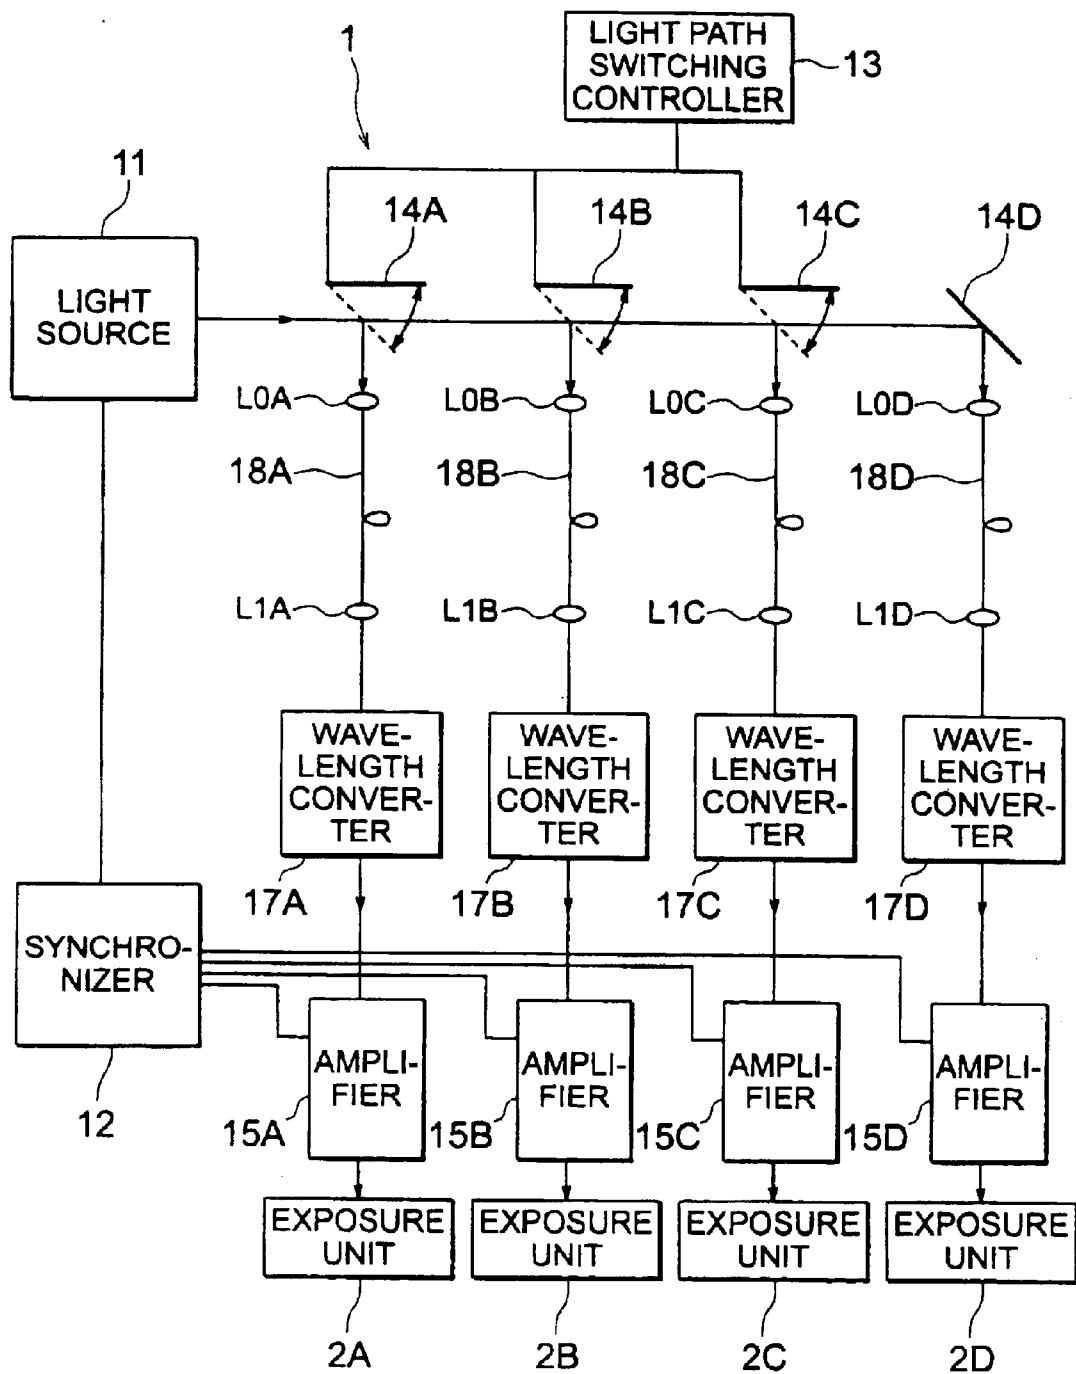 LIGHT PATH
SWITCHING
CONTROLLER
13
1
11
14A
14B
14C
14D
LIGHT
SOURCE
L0A
L0B
L0C
L0D
18A
18B
18C
18D
L1A
L1B
L1C
L1D
WAVE-
LENGTH
CONVER-
TER
WAVE-
LENGTH
CONVER-
TER
WAVE-
LENGTH
CONVER-
TER
WAVE-
LENGTH
CONVER-
TER
17A
17B
17C
17D
SYNCHRO-
NIZER
12
AMPLI-
FIER
AMPLI-
FIER
AMPLI-
FIER
AMPLI-
FIER
15A
15B
15C
15D
EXPOSURE
UNIT
EXPOSURE
UNIT
EXPOSURE
UNIT
EXPOSURE
UNIT
2A
2B
2C
2D